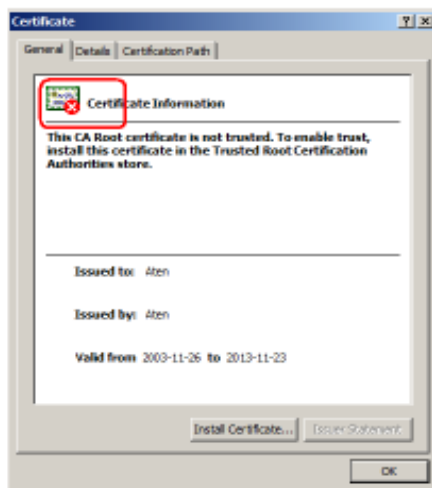 Certificate
General Details Certification Path
Certificate Information
This CA Root certificate is not trusted. To enable trust,
install this certificate in the Trusted Root Certification
Authorities store.
Issued to: Aten
Issued by: Aten
Valid from 2003-11-26 to 2013-11-23
Install Certificate... Issuer Statement
OK